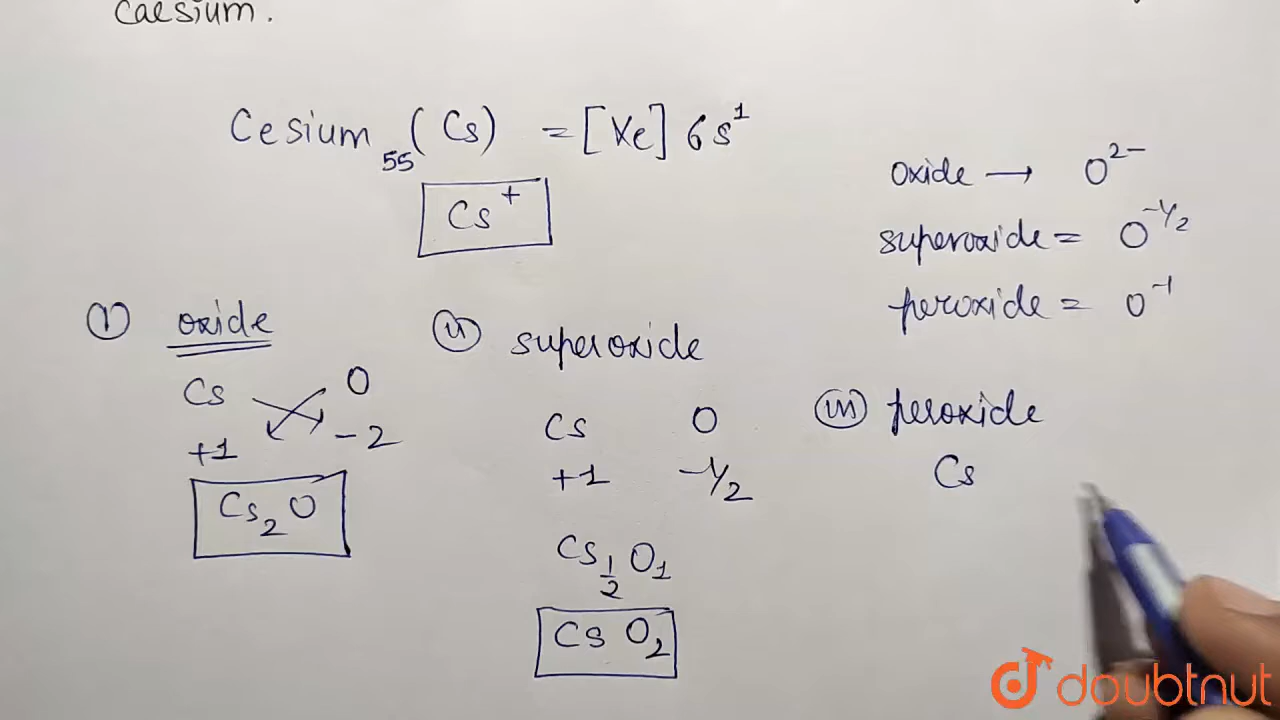 Caesium.
Cesium 55(Cs) = [Xe] 6s¹
Cs⁺
oxide → O²⁻
superoxide = O⁻¹/²
peroxide = O⁻¹
(i) oxide
Cs O
+1 -2
Cs₂O
(ii) superoxide
Cs O
+1 -1/2
Cs₁/₂ O₁
CsO₂
(iii) peroxide
Cs
doubtnut